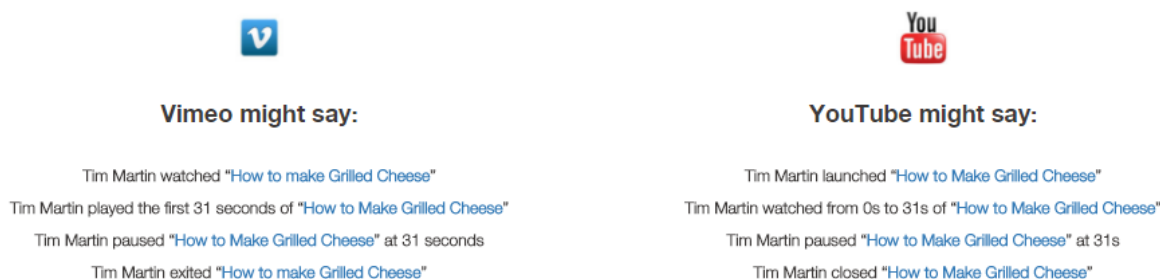 You
Tube
Vimeo might say:
Tim Martin watched “How to make Grilled Cheese”
Tim Martin played the first 31 seconds of “How to Make Grilled Cheese”
Tim Martin paused “How to Make Grilled Cheese” at 31 seconds
Tim Martin exited “How to make Grilled Cheese”
YouTube might say:
Tim Martin launched “How to Make Grilled Cheese”
Tim Martin watched from 0s to 31s of “How to Make Grilled Cheese”
Tim Martin paused “How to Make Grilled Cheese” at 31s
Tim Martin closed “How to Make Grilled Cheese”